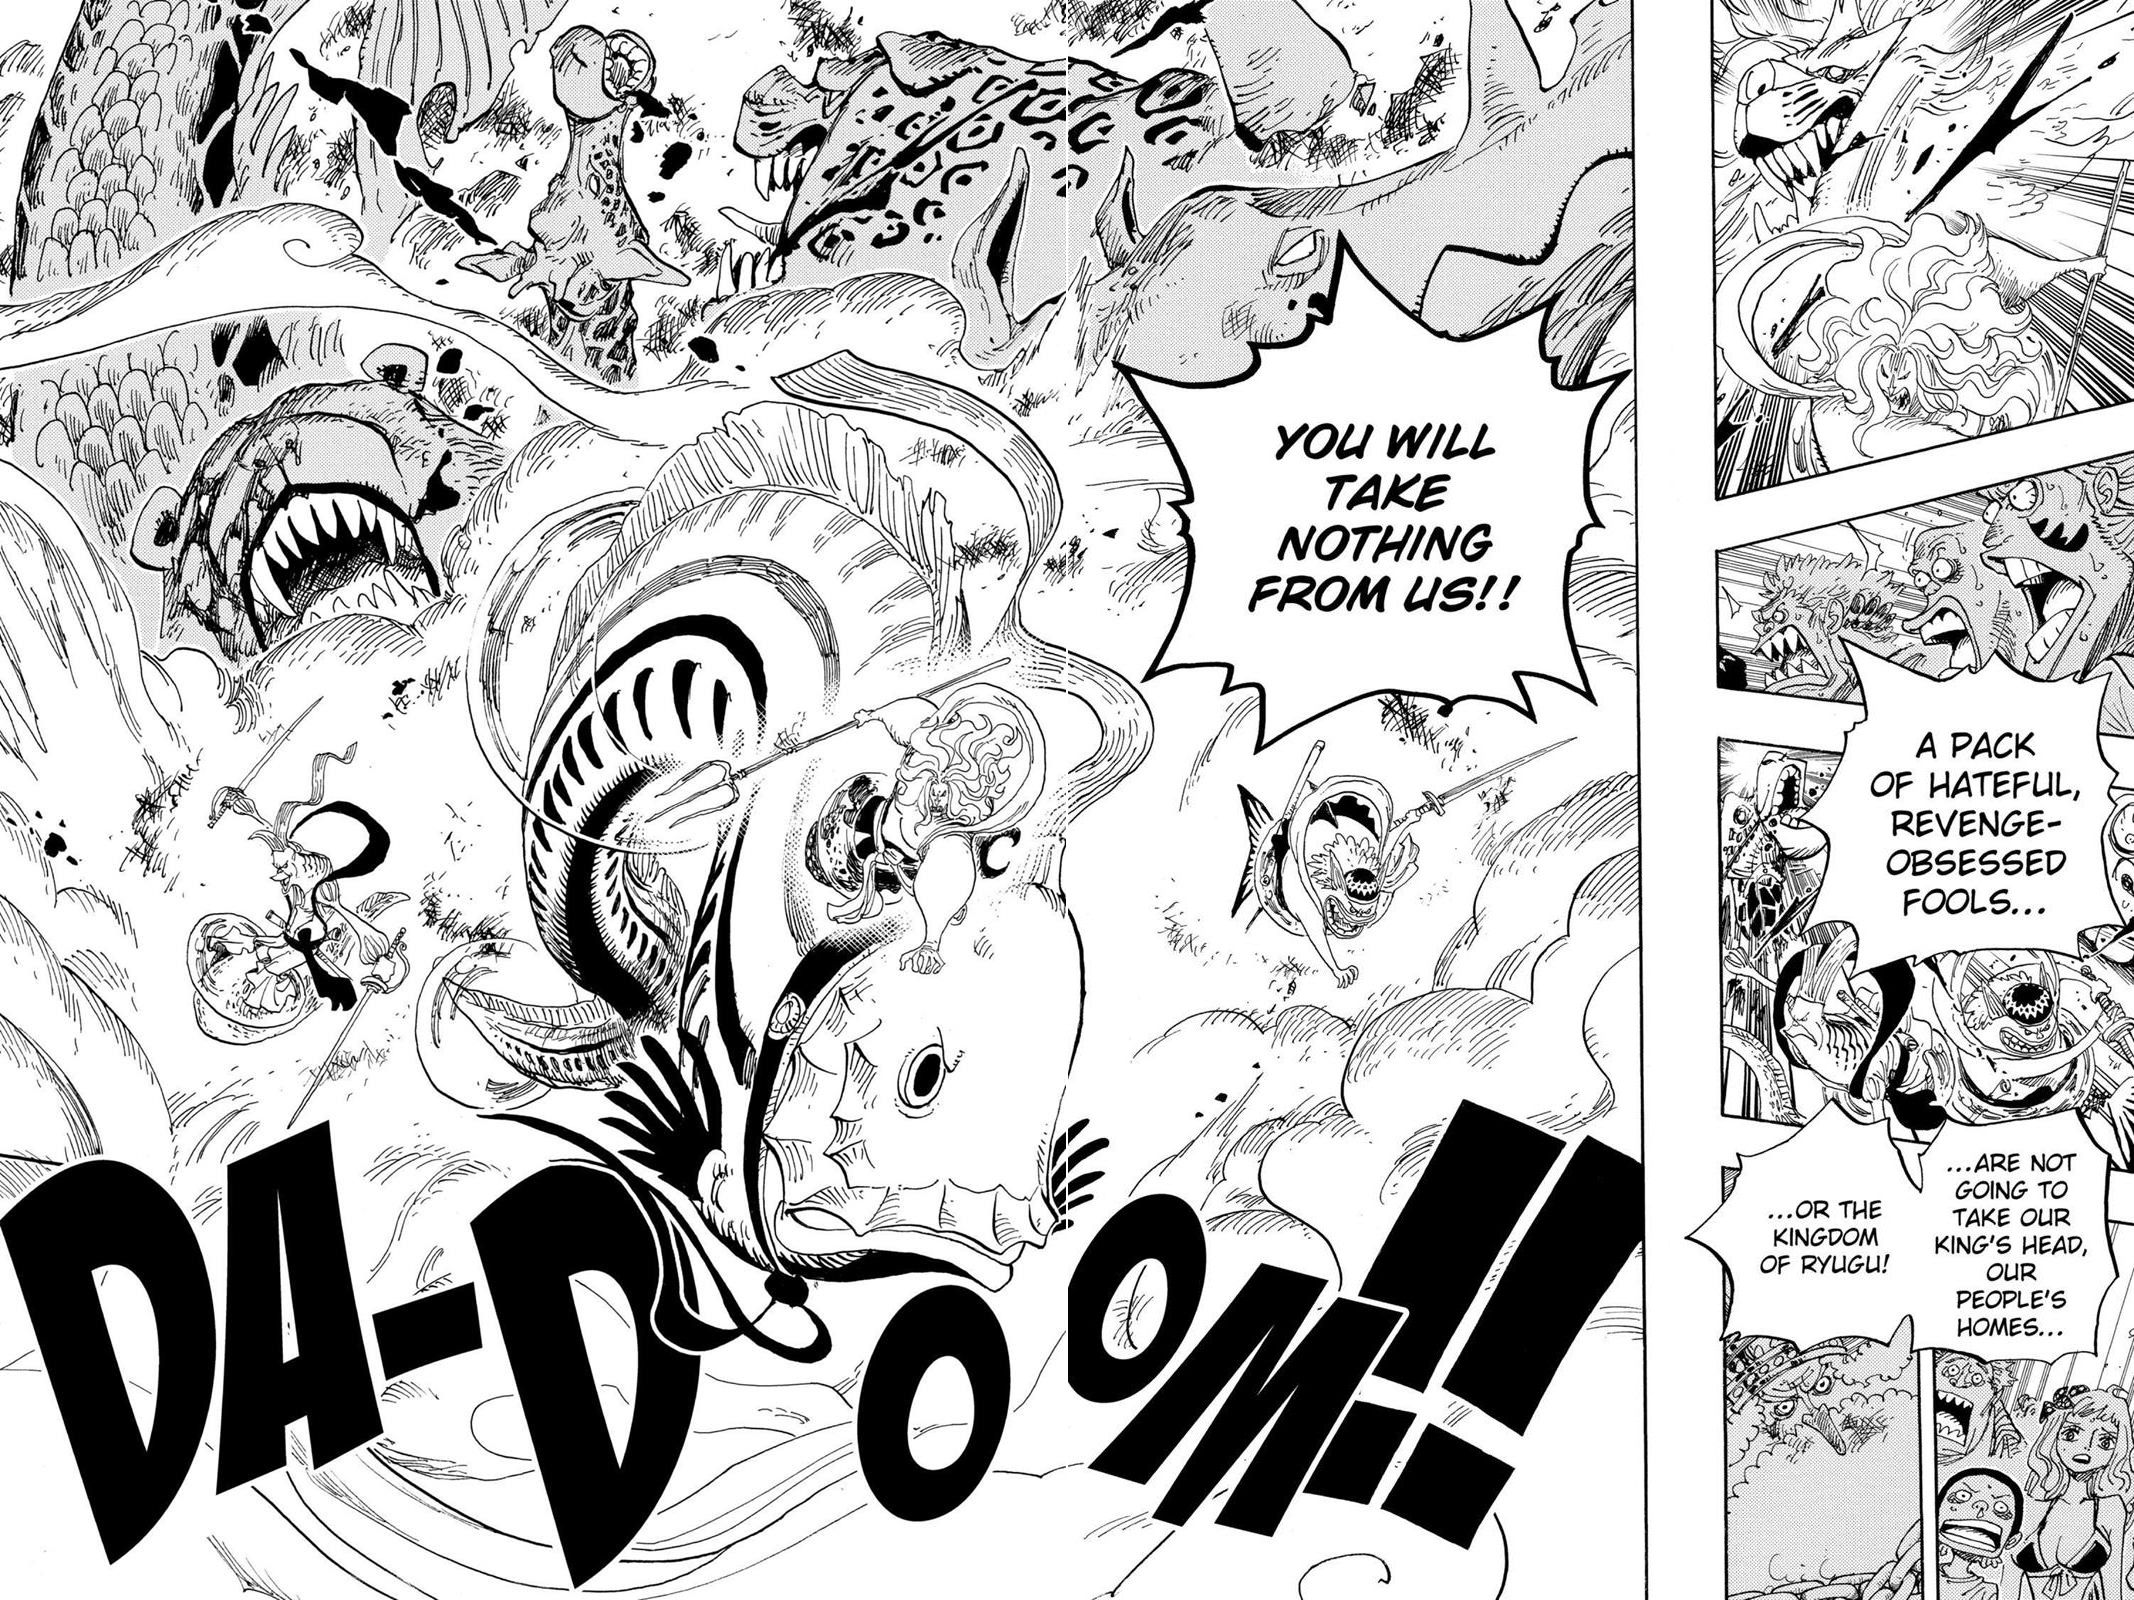 A PACK
OF HATEFUL,
REVENGE-
OBSESSED
FOOLS...
...ARE NOT
GOING TO
TAKE OUR
KING'S HEAD,
OUR
PEOPLE'S
HOMES...
...OR THE
KINGDOM
OF RYUGU!
YOU WILL
TAKE
NOTHING
FROM US!!
DA-DOOM!!